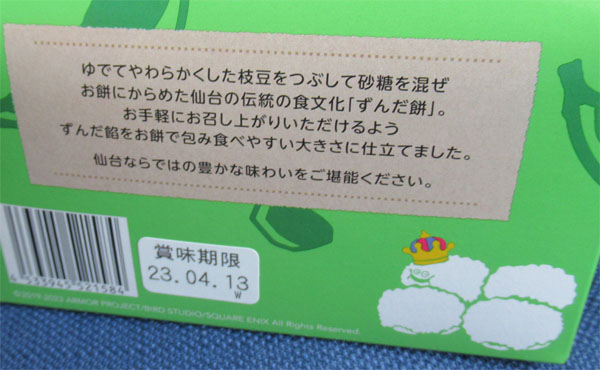 ゆでてやわらかくした枝豆をつぶして砂糖を混ぜ
お餅にからめた仙台の伝統の食文化「ずんだ餅」。
お手軽にお召し上がりいただけるよう
ずんだ餡をお餅で包み食べやすい大きさに仕立てました。
仙台ならではの豊かな味わいをご堪能ください。
賞味期限
23.04.13
W
4 535945 521584
©2019-2023 ARMOR PROJECT/BIRD STUDIO/SQUARE ENIX All Rights Reserved.